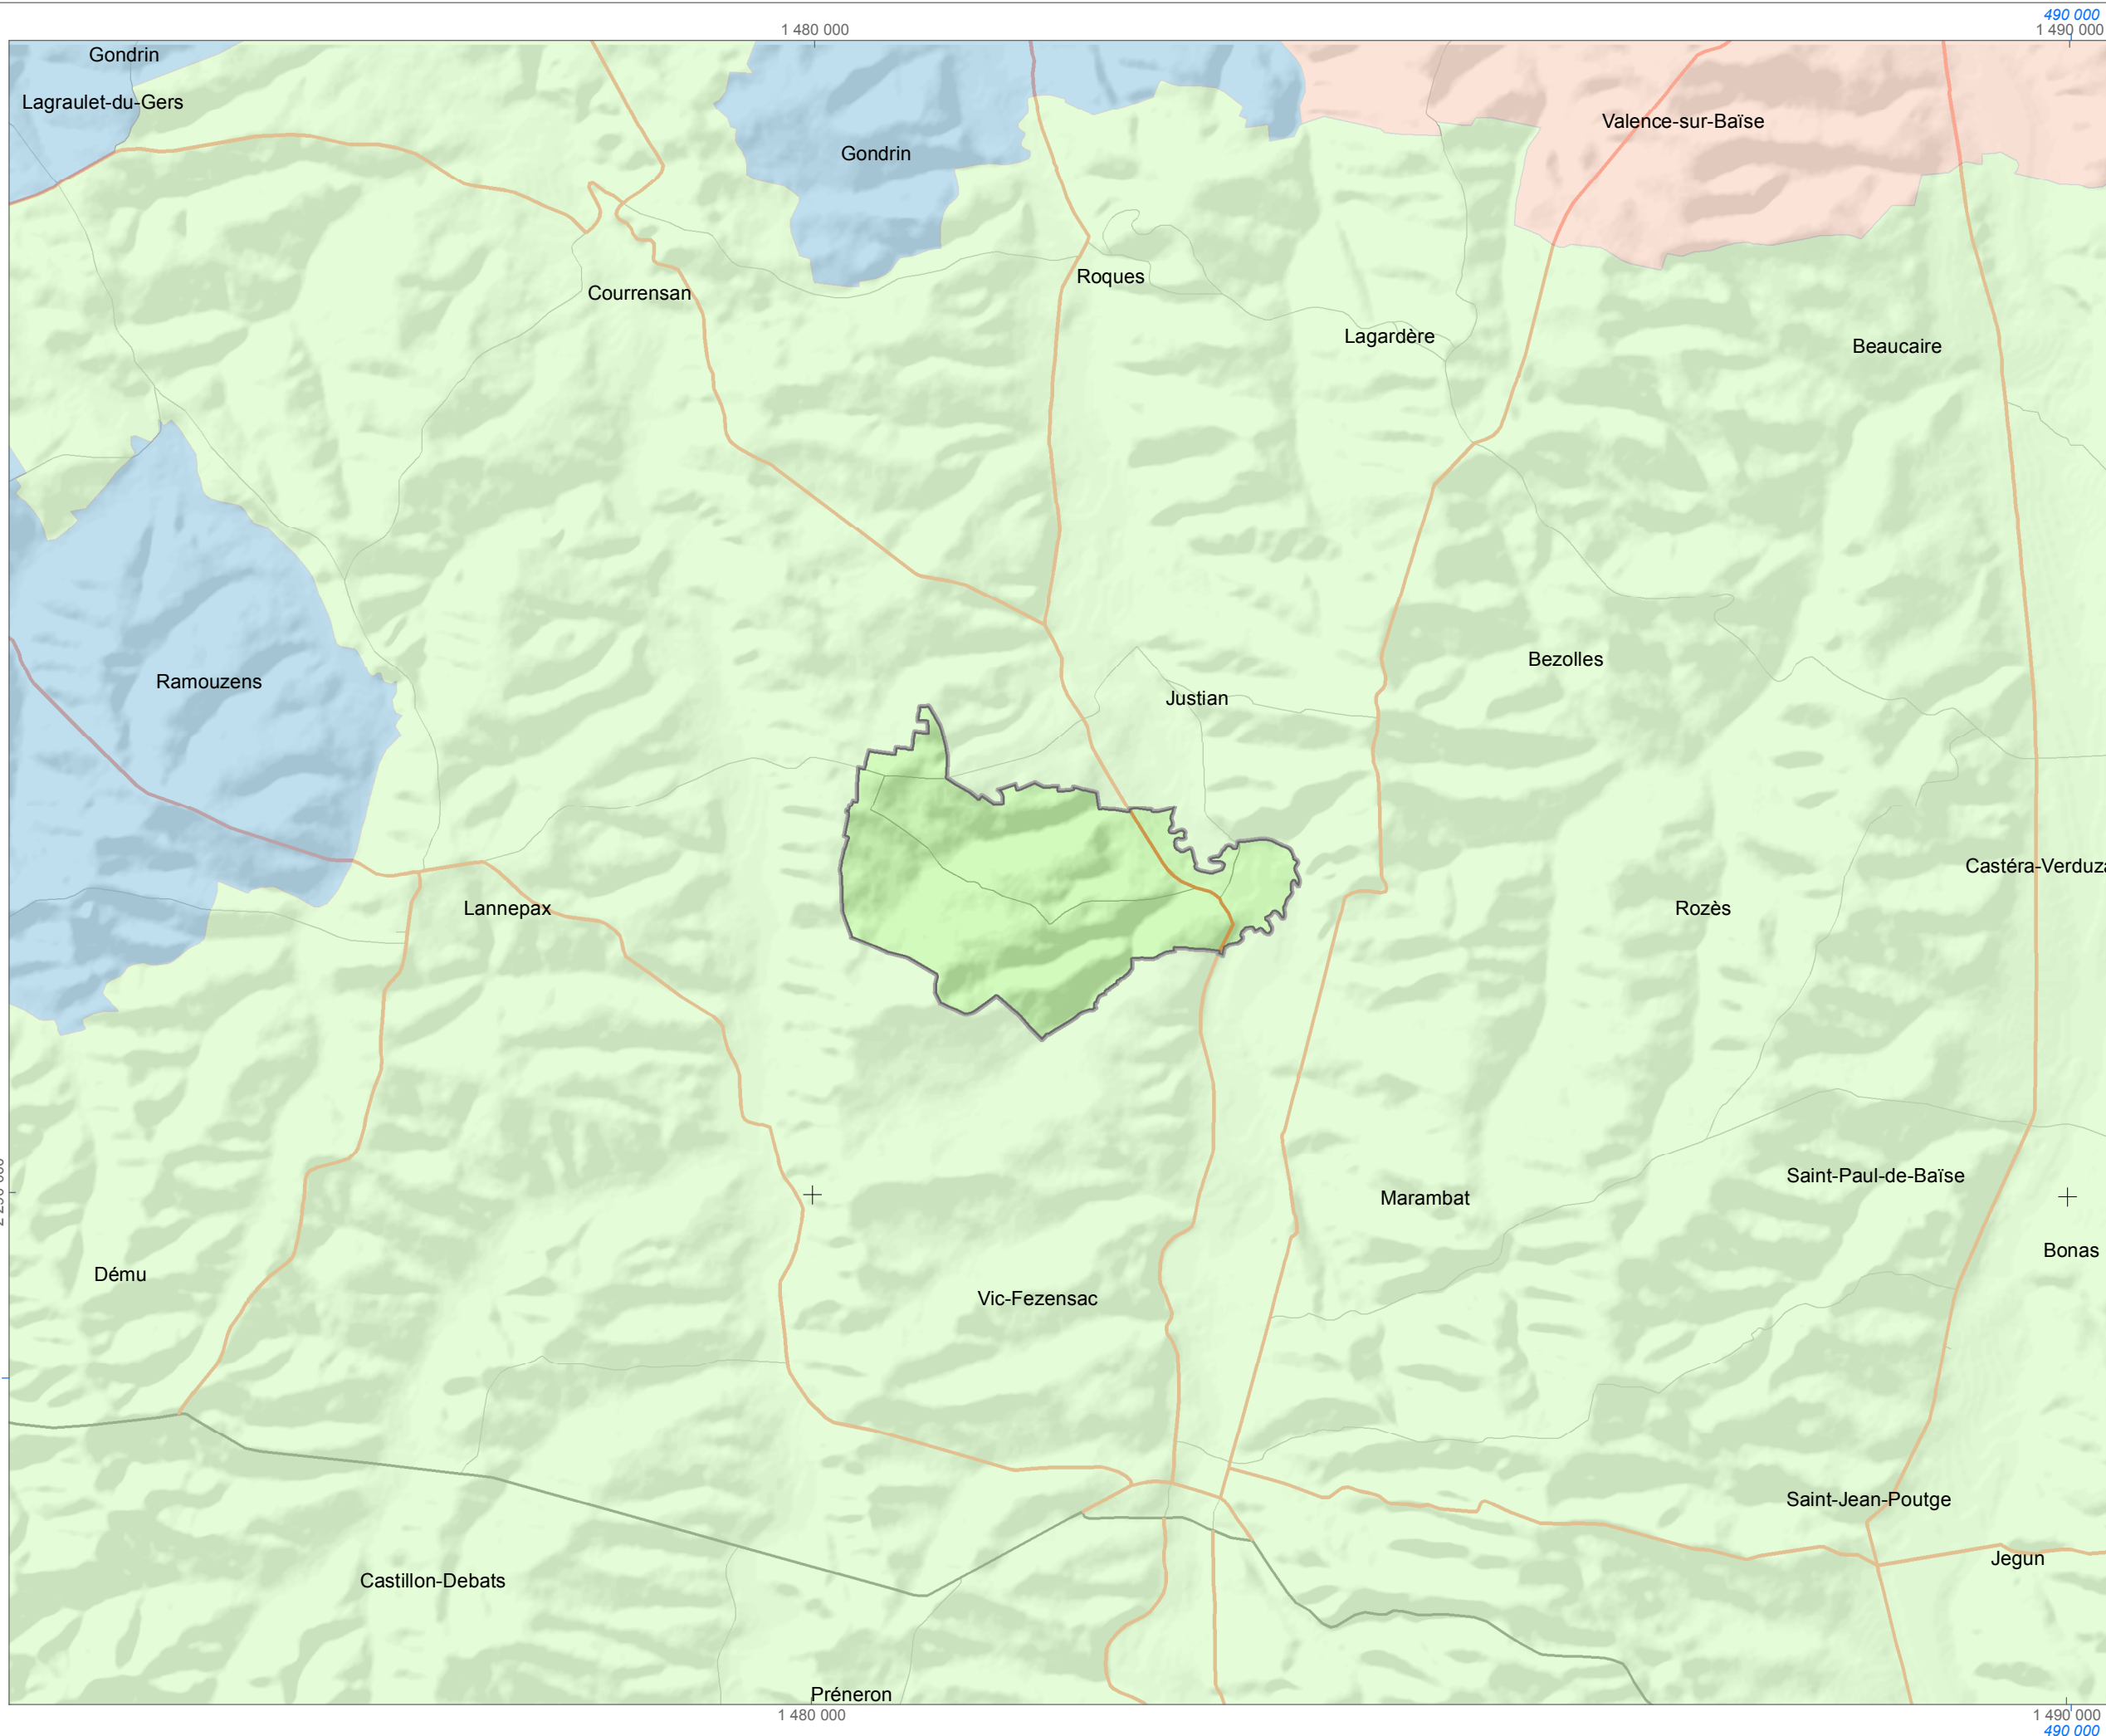 490 000
1 480 000
1 490 000
Gondrin
Lagraulet-du-Gers
Valence-sur-Baïse
Gondrin
Roques
Courrensan
Lagardère
Beaucaire
Bezolles
Ramouzens
Justian
Castéra-Verduza
Lannepax
Rozès
Saint-Paul-de-Baïse
Marambat
Bonas
Dému
Vic-Fezensac
Saint-Jean-Poutge
Jegun
Castillon-Debats
Préneron
1 480 000
1 490 000
490 000